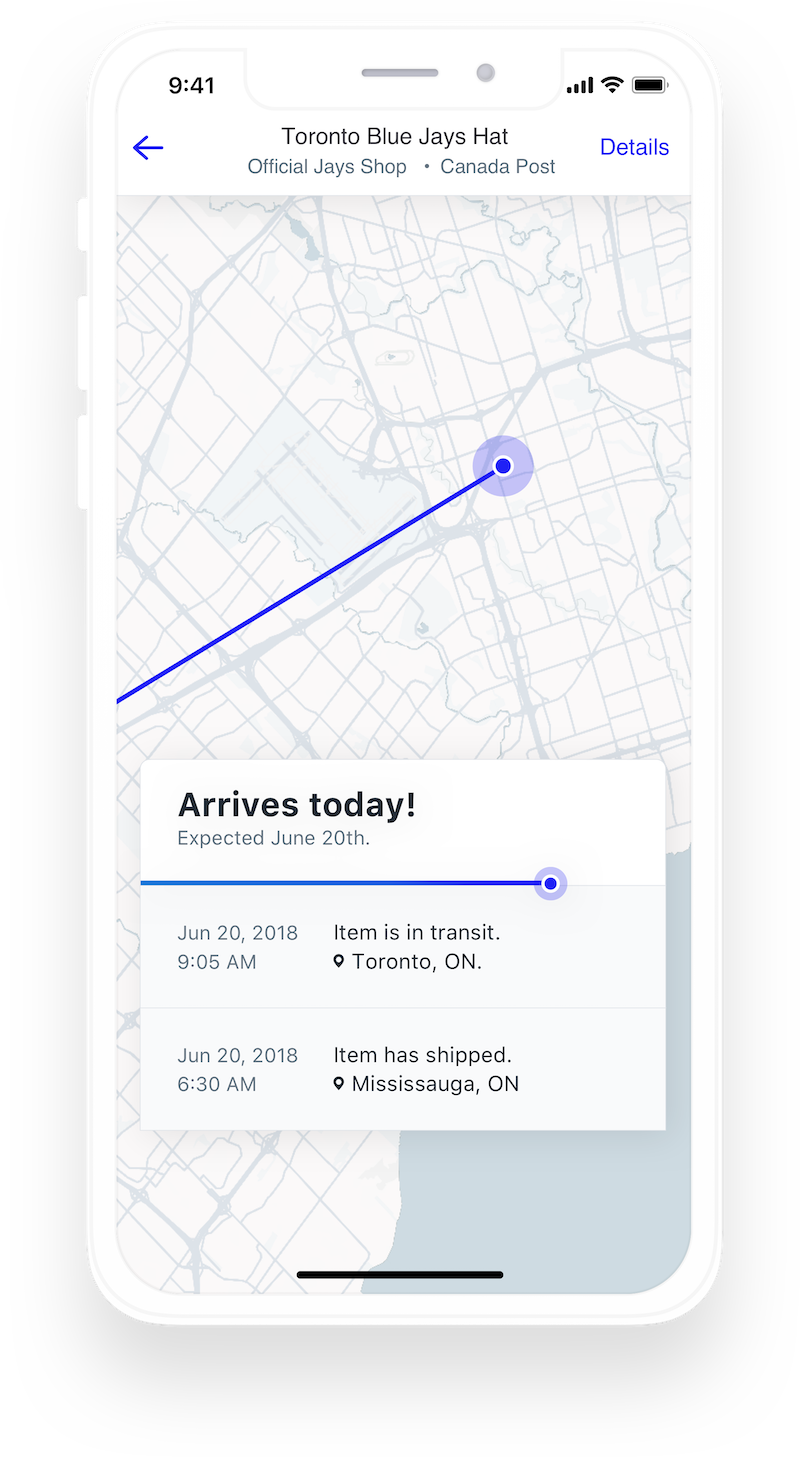 9:41
Toronto Blue Jays Hat
Official Jays Shop • Canada Post
Details
Arrives today!
Expected June 20th.
Jun 20, 2018 Item is in transit.
9:05 AM Toronto, ON.
Jun 20, 2018 Item has shipped.
6:30 AM Mississauga, ON